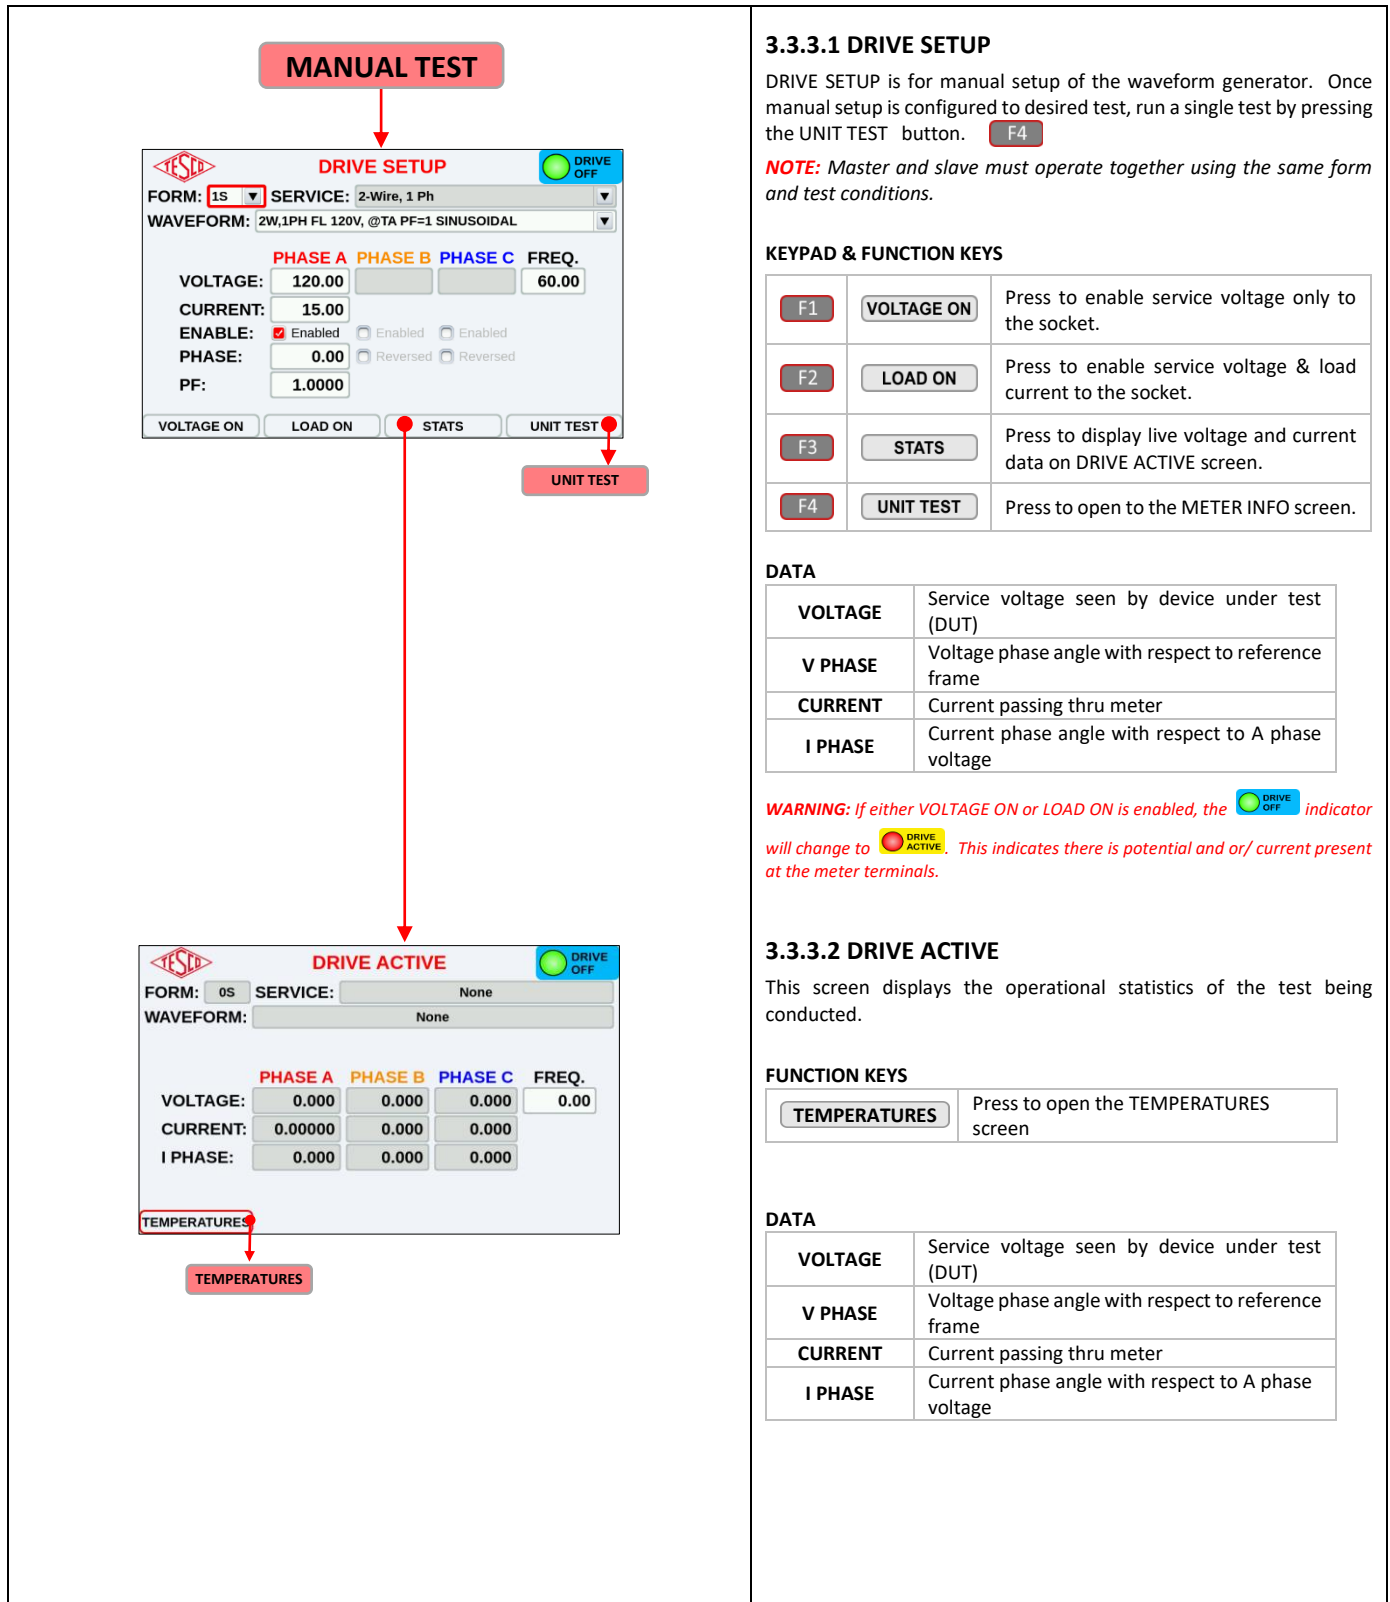 MANUAL TEST
TESCO
DRIVE SETUP
DRIVE OFF
FORM: 1S SERVICE: 2-Wire, 1 Ph
WAVEFORM: 2W,1PH FL 120V, @TA PF=1 SINUSOIDAL
PHASE A PHASE B PHASE C FREQ.
VOLTAGE: 120.00 60.00
CURRENT: 15.00
ENABLE: Enabled Enabled Enabled
PHASE: 0.00 Reversed Reversed
PF: 1.0000
VOLTAGE ON LOAD ON STATS UNIT TEST
UNIT TEST
TESCO
DRIVE ACTIVE
DRIVE OFF
FORM: 0S SERVICE: None
WAVEFORM: None
PHASE A PHASE B PHASE C FREQ.
VOLTAGE: 0.000 0.000 0.000 0.00
CURRENT: 0.00000 0.000 0.000
I PHASE: 0.000 0.000 0.000
TEMPERATURES
TEMPERATURES
3.3.3.1 DRIVE SETUP
DRIVE SETUP is for manual setup of the waveform generator. Once
manual setup is configured to desired test, run a single test by pressing
the UNIT TEST button. F4
NOTE: Master and slave must operate together using the same form
and test conditions.
KEYPAD & FUNCTION KEYS
F1 VOLTAGE ON Press to enable service voltage only to
the socket.
F2 LOAD ON Press to enable service voltage & load
current to the socket.
F3 STATS Press to display live voltage and current
data on DRIVE ACTIVE screen.
F4 UNIT TEST Press to open to the METER INFO screen.
DATA
VOLTAGE Service voltage seen by device under test
(DUT)
V PHASE Voltage phase angle with respect to reference
frame
CURRENT Current passing thru meter
I PHASE Current phase angle with respect to A phase
voltage
WARNING: If either VOLTAGE ON or LOAD ON is enabled, the DRIVE OFF indicator
will change to DRIVE ACTIVE. This indicates there is potential and or/ current present
at the meter terminals.
3.3.3.2 DRIVE ACTIVE
This screen displays the operational statistics of the test being
conducted.
FUNCTION KEYS
TEMPERATURES Press to open the TEMPERATURES
screen
DATA
VOLTAGE Service voltage seen by device under test
(DUT)
V PHASE Voltage phase angle with respect to reference
frame
CURRENT Current passing thru meter
I PHASE Current phase angle with respect to A phase
voltage